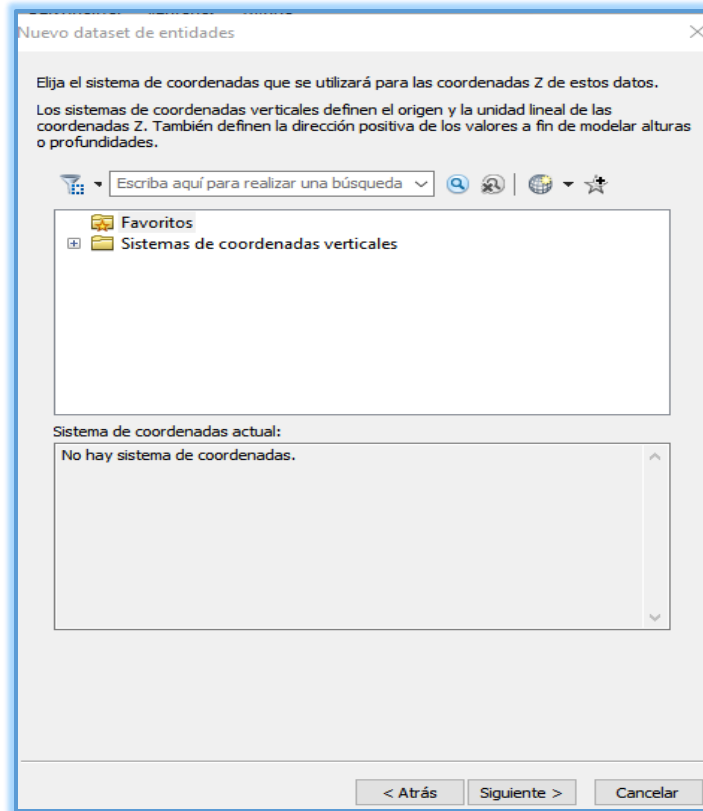 Nuevo dataset de entidades
Elija el sistema de coordenadas que se utilizará para las coordenadas Z de estos datos.
Los sistemas de coordenadas verticales definen el origen y la unidad lineal de las
coordenadas Z. También definen la dirección positiva de los valores a fin de modelar alturas
o profundidades.
Escriba aquí para realizar una búsqueda
Favoritos
Sistemas de coordenadas verticales
Sistema de coordenadas actual:
No hay sistema de coordenadas.
< Atrás Siguiente > Cancelar